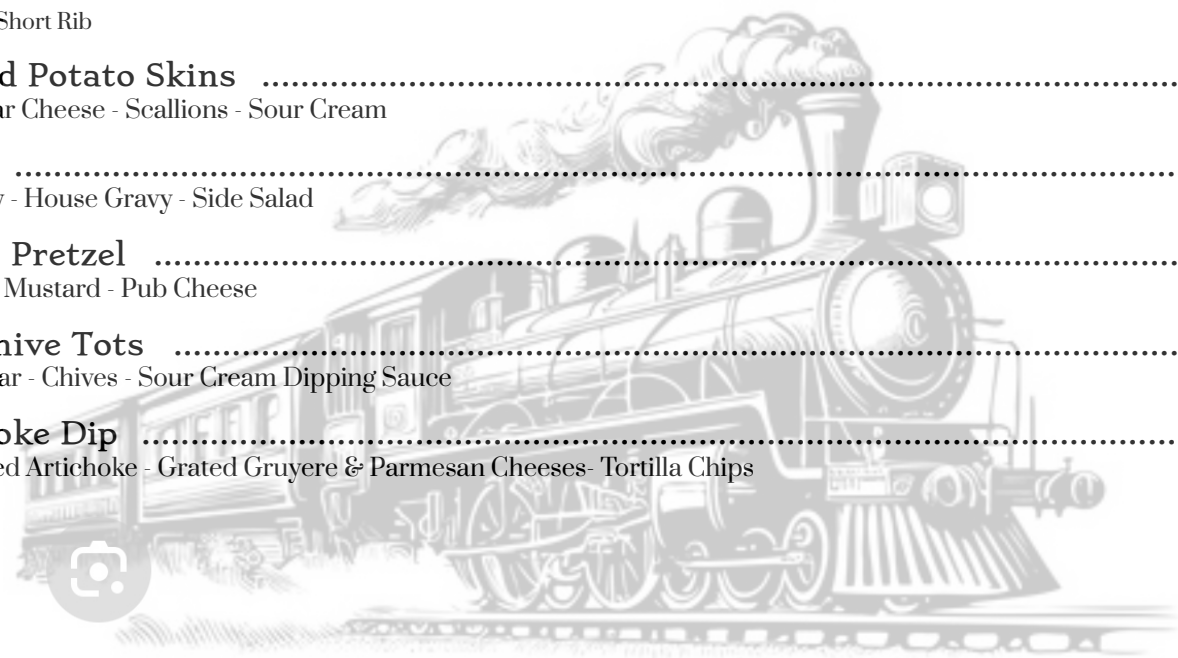 Short Rib
d Potato Skins ................................................................................
ar Cheese - Scallions - Sour Cream
................................................................................
y - House Gravy - Side Salad
Pretzel ................................................................................
Mustard - Pub Cheese
hive Tots ................................................................................
ar - Chives - Sour Cream Dipping Sauce
oke Dip ................................................................................
ed Artichoke - Grated Gruyere & Parmesan Cheeses- Tortilla Chips